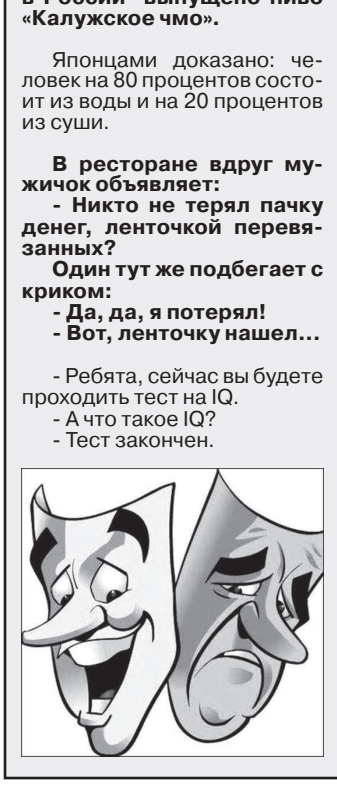 в России выпущено пиво
«Калужское чмо».
Японцами доказано: че-
ловек на 80 процентов состо-
ит из воды и на 20 процентов
из суши.
В ресторане вдруг му-
жичок объявляет:
- Никто не терял пачку
денег, ленточкой перевя-
занных?
Один тут же подбегает с
криком:
- Да, да, я потерял!
- Вот, ленточку нашел...
- Ребята, сейчас вы будете
проходить тест на IQ.
- А что такое IQ?
- Тест закончен.